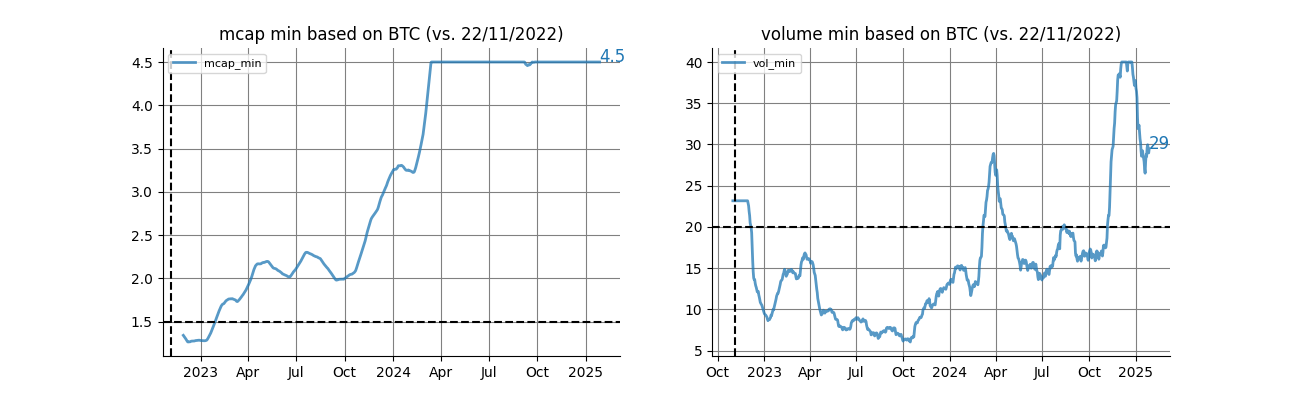 mcap min based on BTC (vs. 22/11/2022)
mcap_min
4.5
4.5
4.0
3.5
3.0
2.5
2.0
1.5
2023 Apr Jul Oct 2024 Apr Jul Oct 2025
volume min based on BTC (vs. 22/11/2022)
vol_min
29
40
35
30
25
20
15
10
5
Oct 2023 Apr Jul Oct 2024 Apr Jul Oct 2025